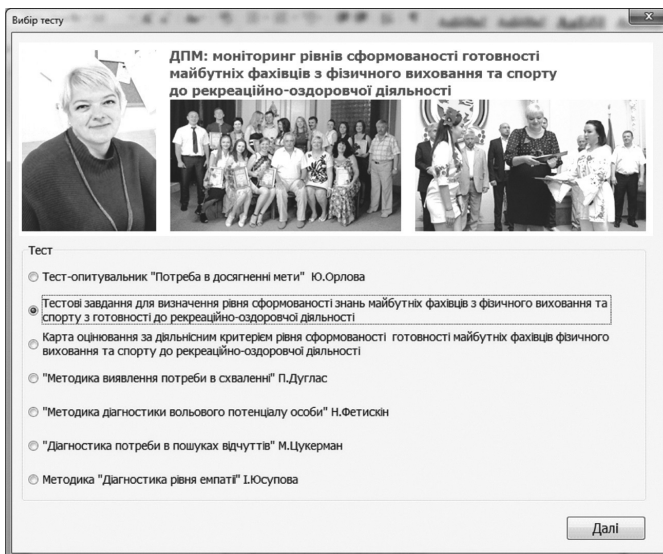 Вибір тесту
ДПМ: моніторинг рівнів сформованості готовності
майбутніх фахівців з фізичного виховання та спорту
до рекреаційно-оздоровчої діяльності
Тест
Тест-опитувальник "Потреба в досягненні мети" Ю.Орлова
Тестові завдання для визначення рівня сформованості знань майбутніх фахівців з фізичного виховання та
спорту з готовності до рекреаційно-оздоровчої діяльності
Карта оцінювання за діяльнісним критерієм рівня сформованості готовності майбутніх фахівців фізичного
виховання та спорту до рекреаційно-оздоровчої діяльності
"Методика виявлення потреби в схваленні" П.Дуглас
"Методика діагностики вольового потенціалу особи" Н.Фетискін
"Діагностика потреби в пошуках відчуттів" М.Цукерман
Методика "Діагностика рівня емпатії" І.Юсупова
Далі